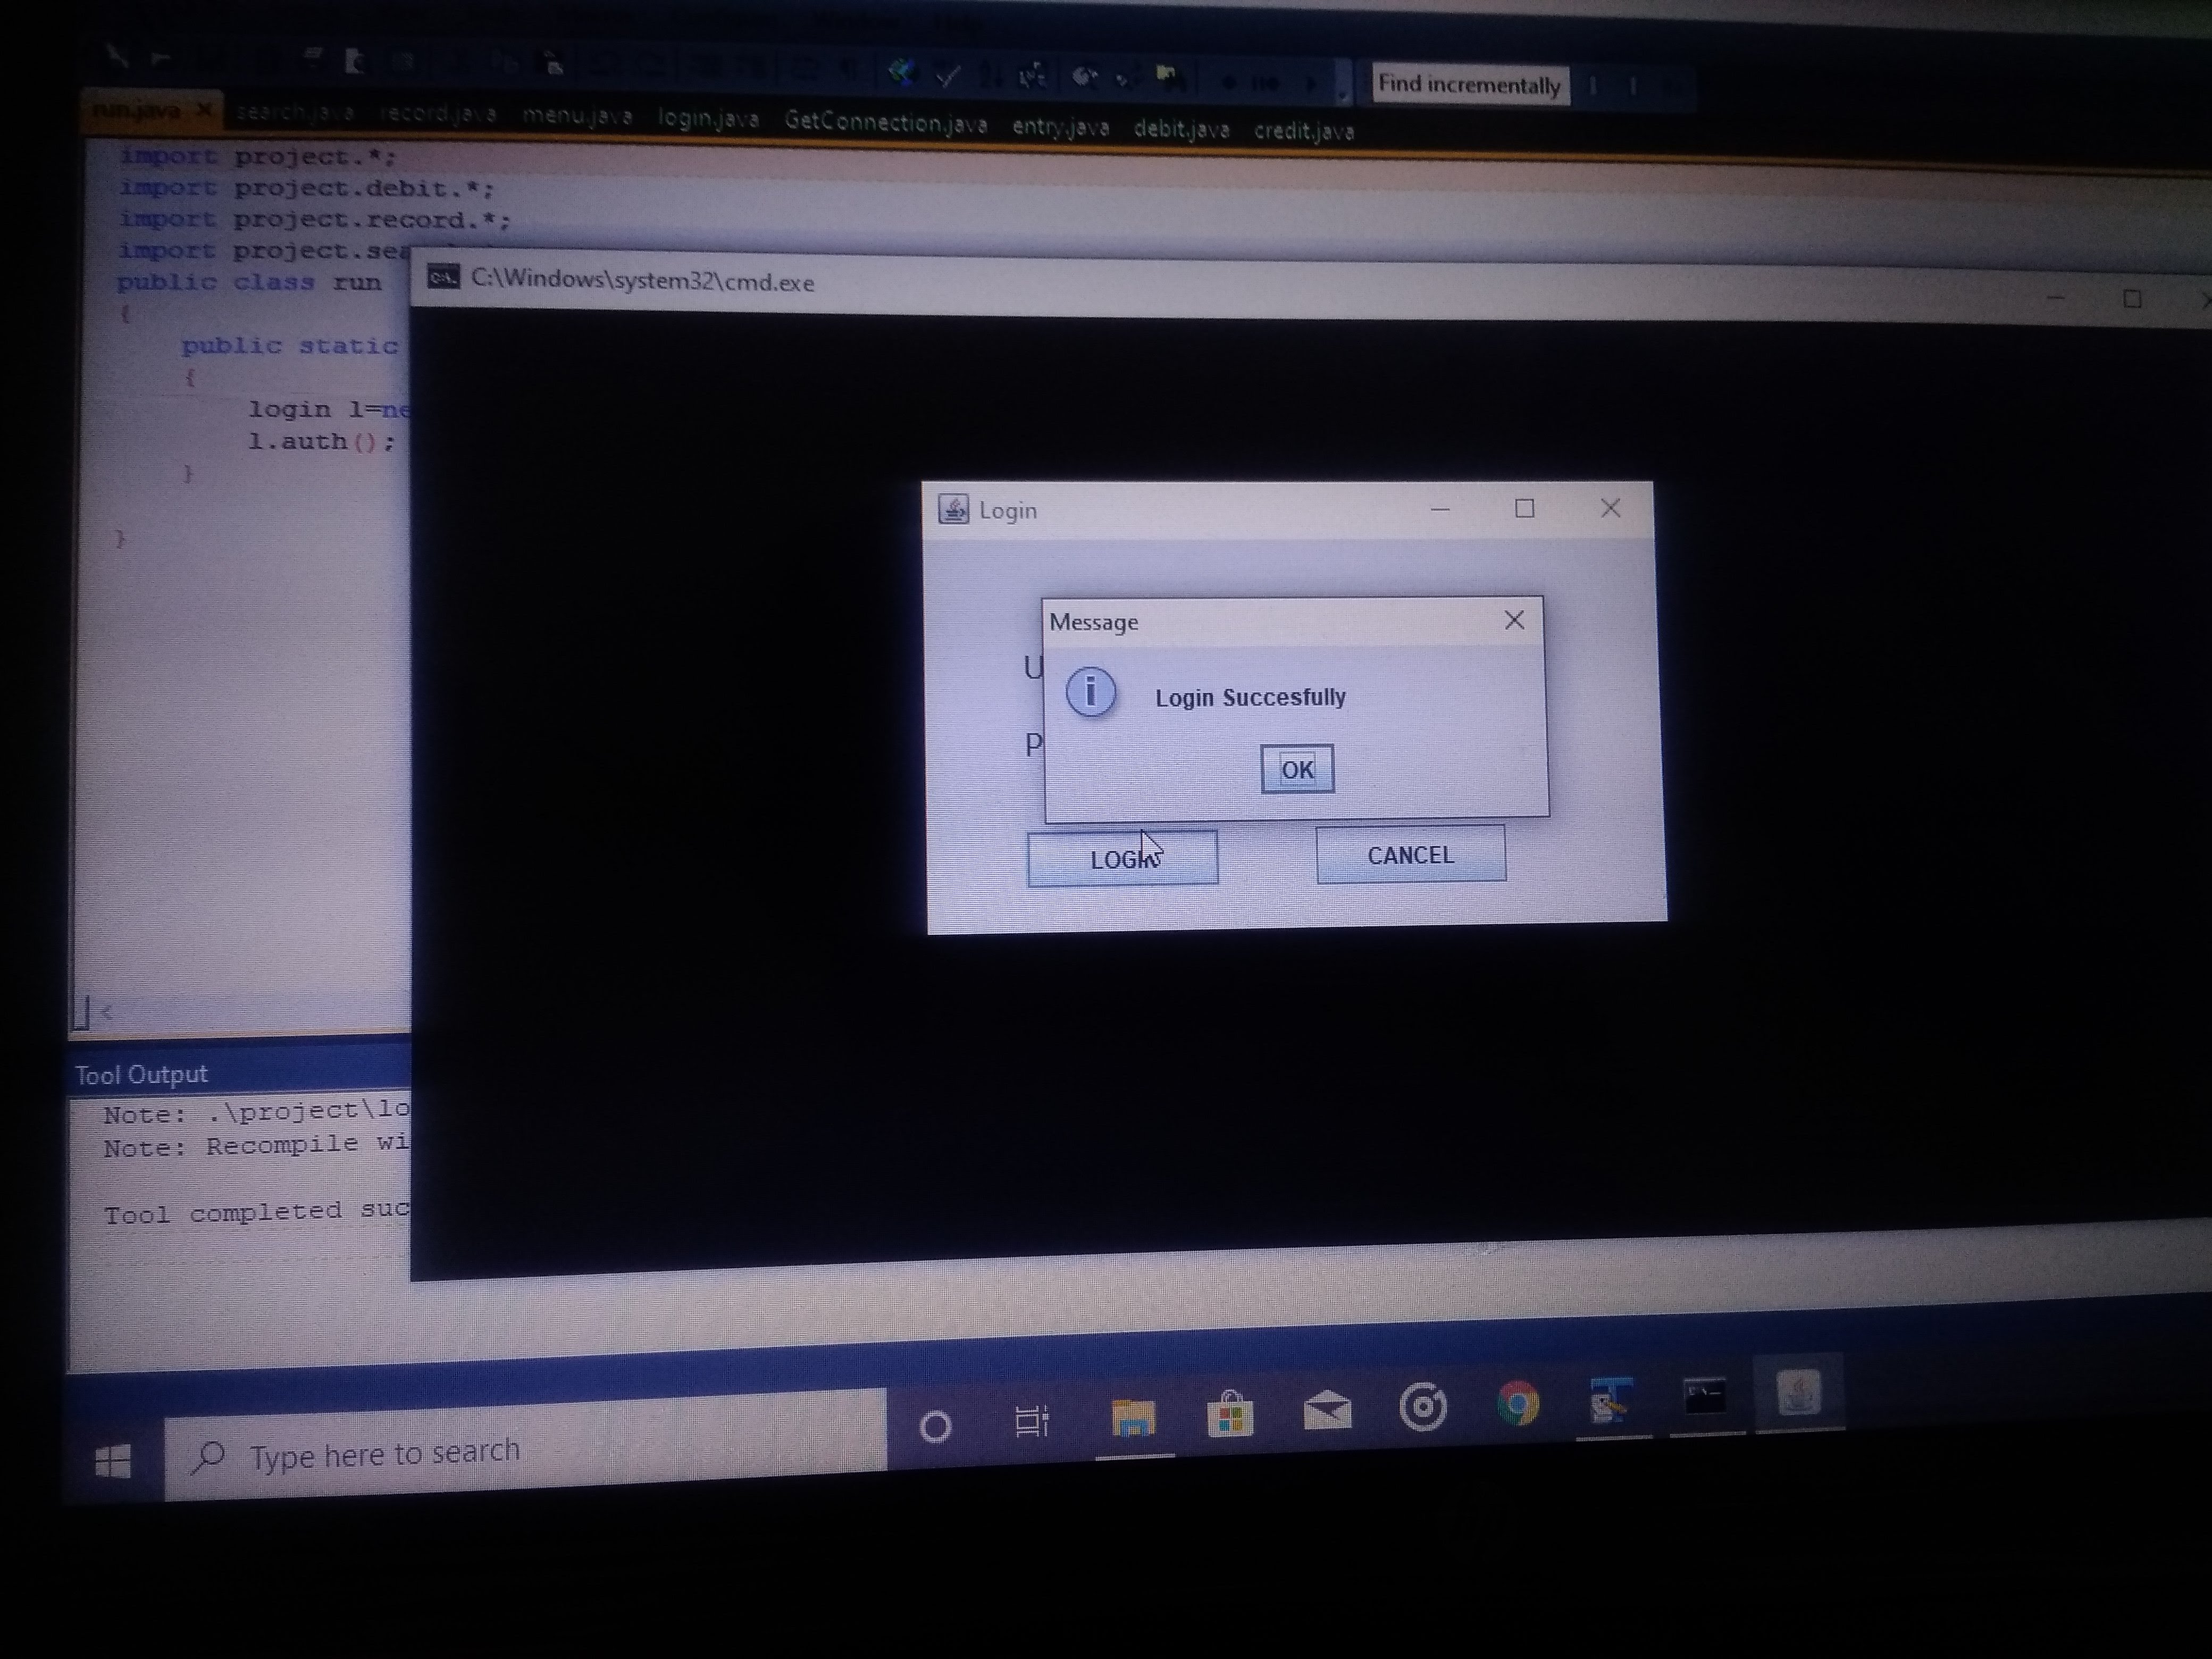 Find incrementally
run.java search.java record.java menu.java login.java GetConnection.java entry.java debit.java credit.java
import project.*;
import project.debit.*;
import project.record.*;
import
public class run
{
public static
{
login l=ne
l.auth();
}
}
C:\Windows\system32\cmd.exe
Login
Message
U
i
Login Succesfully
P
OK
LOGIN
CANCEL
Tool Output
Note: .\project\lo
Note: Recompile wi
Tool completed suc
Type here to search